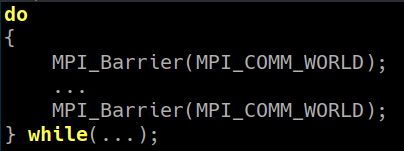 do
{
    MPI_Barrier(MPI_COMM_WORLD);
    ...
    MPI_Barrier(MPI_COMM_WORLD);
} while(...);